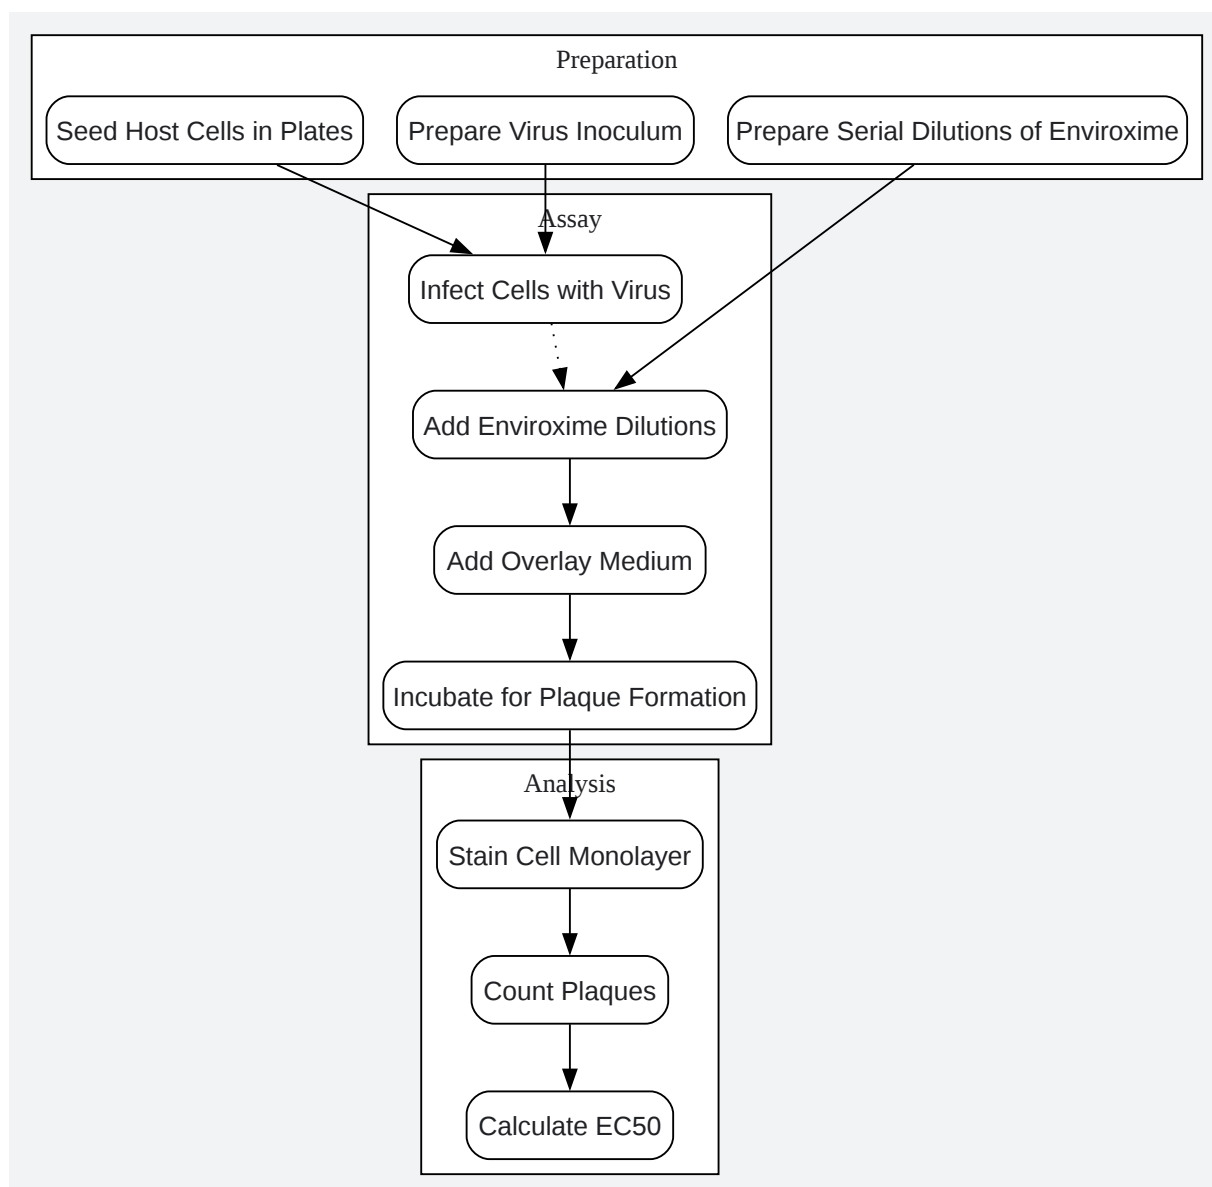 Preparation
Seed Host Cells in Plates
Prepare Virus Inoculum
Prepare Serial Dilutions of Enviroxime
Assay
Infect Cells with Virus
Add Enviroxime Dilutions
Add Overlay Medium
Incubate for Plaque Formation
Analysis
Stain Cell Monolayer
Count Plaques
Calculate EC50